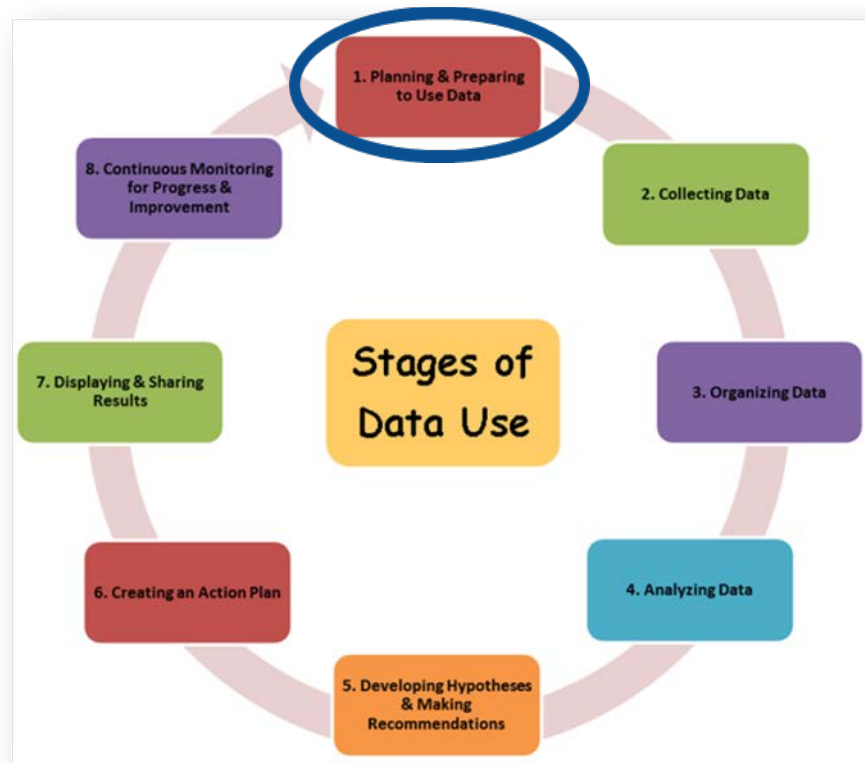 1. Planning & Preparing
to Use Data
2. Collecting Data
3. Organizing Data
4. Analyzing Data
5. Developing Hypotheses
& Making
Recommendations
6. Creating an Action Plan
7. Displaying & Sharing
Results
8. Continuous Monitoring
for Progress &
Improvement
Stages of
Data Use